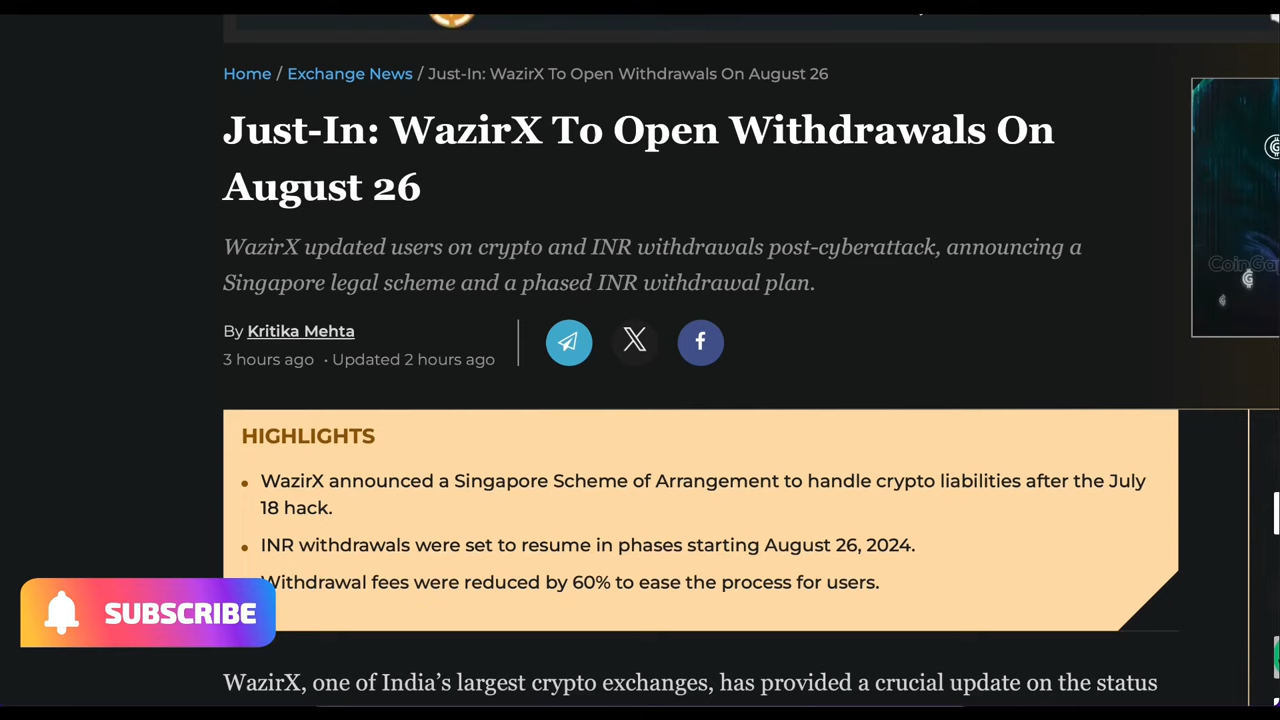 Home / Exchange News / Just-In: WazirX To Open Withdrawals On August 26
Just-In: WazirX To Open Withdrawals On
August 26
WazirX updated users on crypto and INR withdrawals post-cyberattack, announcing a
Singapore legal scheme and a phased INR withdrawal plan.
By Kritika Mehta
3 hours ago · Updated 2 hours ago
HIGHLIGHTS
WazirX announced a Singapore Scheme of Arrangement to handle crypto liabilities after the July
18 hack.
INR withdrawals were set to resume in phases starting August 26, 2024.
Withdrawal fees were reduced by 60% to ease the process for users.
SUBSCRIBE
WazirX, one of India’s largest crypto exchanges, has provided a crucial update on the status